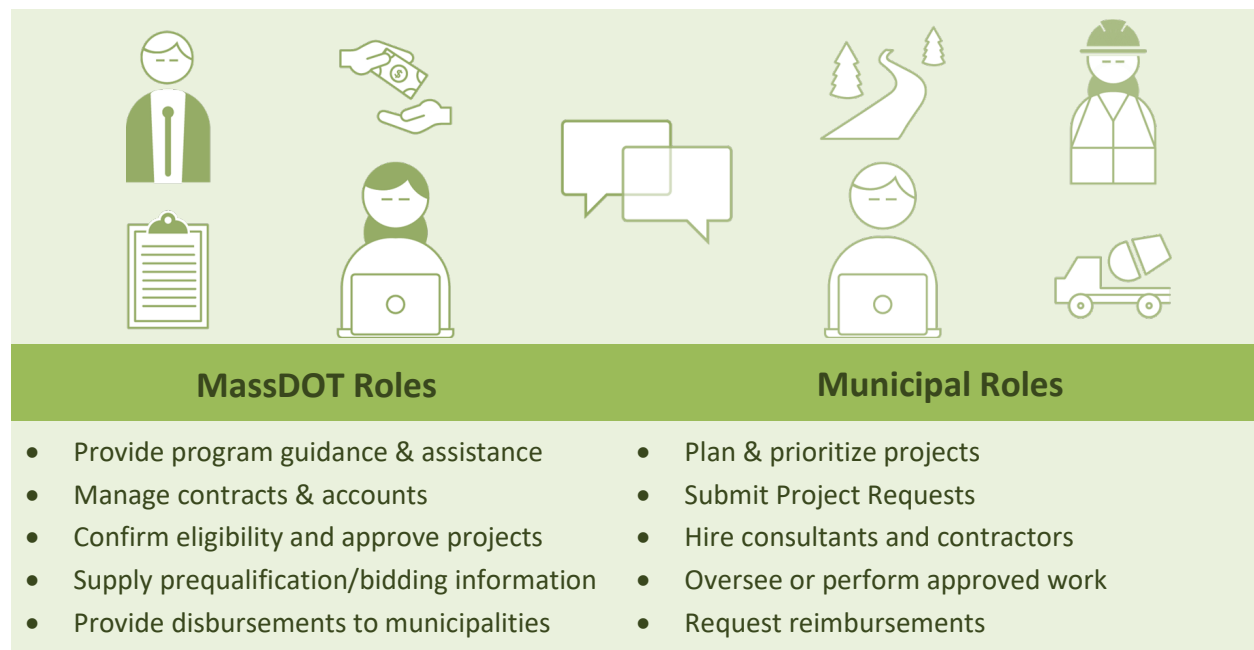 MassDOT Roles
• Provide program guidance & assistance
• Manage contracts & accounts
• Confirm eligibility and approve projects
• Supply prequalification/bidding information
• Provide disbursements to municipalities
Municipal Roles
• Plan & prioritize projects
• Submit Project Requests
• Hire consultants and contractors
• Oversee or perform approved work
• Request reimbursements
$